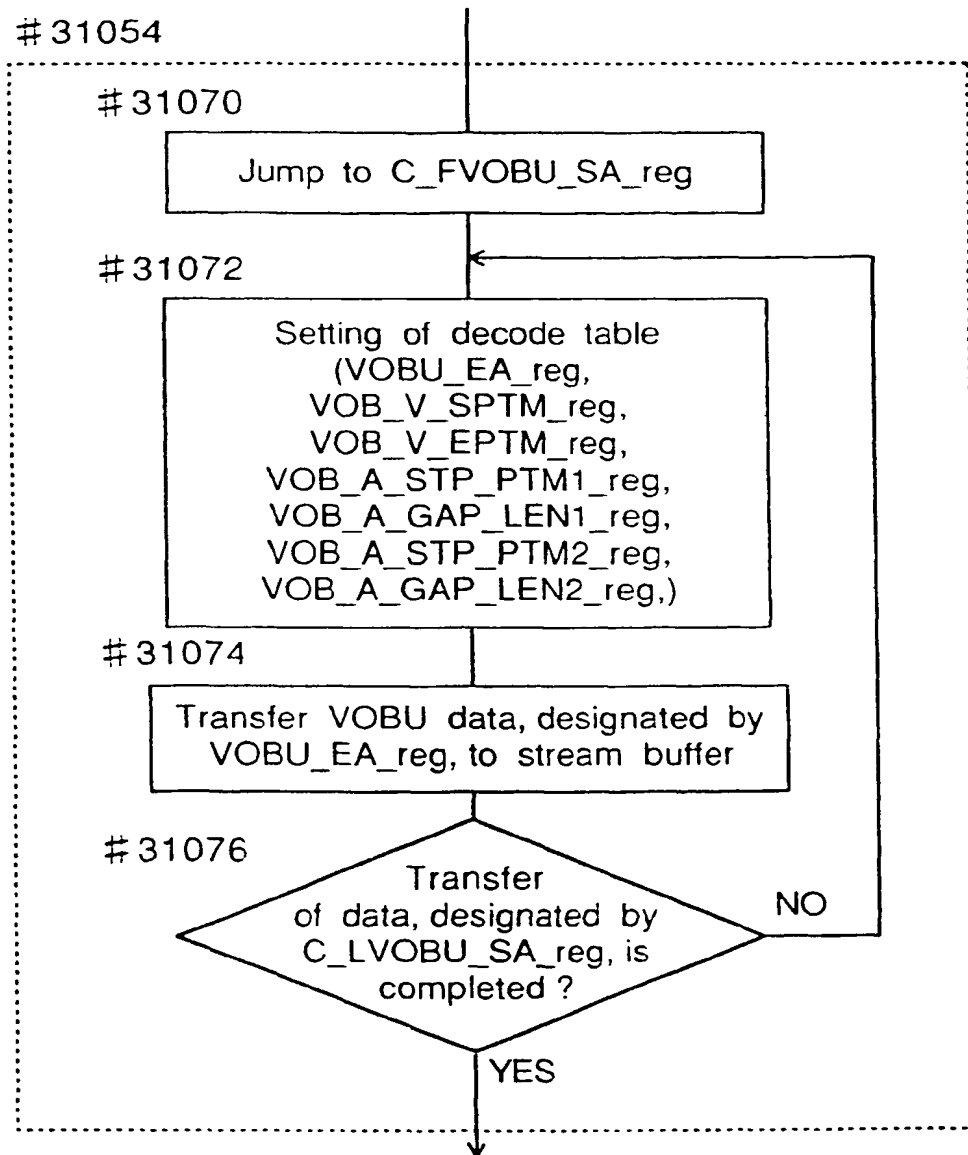 #31054
#31070
Jump to C_FVOBU_SA_reg
#31072
Setting of decode table
(VOBU_EA_reg,
VOB_V_SPTM_reg,
VOB_V_EPTM_reg,
VOB_A_STP_PTM1_reg,
VOB_A_GAP_LEN1_reg,
VOB_A_STP_PTM2_reg,
VOB_A_GAP_LEN2_reg,)
#31074
Transfer VOBU data, designated by
VOBU_EA_reg, to stream buffer
#31076
Transfer
of data, designated by
C_LVOBU_SA_reg, is
completed ?
NO
YES